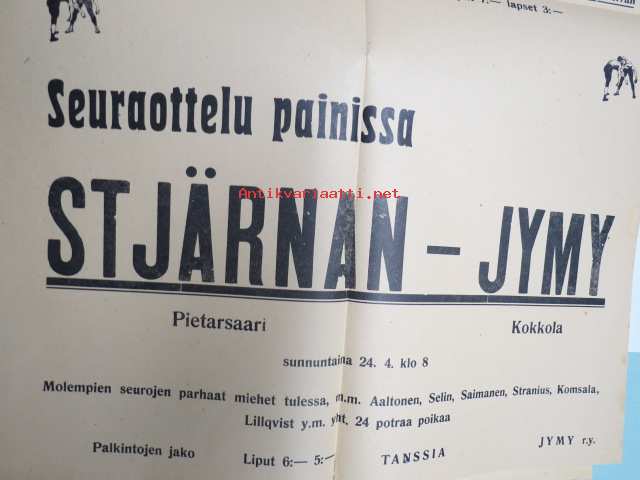 lapset 3:—
Seuraottelu painissa
Antikvariaatti.net
STJÄRNAN – JYMY
Pietarsaari Kokkola
sunnuntaina 24. 4. klo 8
Molempien seurojen parhaat miehet tulessa, m.m. Aaltonen, Selin, Saimanen, Stranius, Komsala,
Lillqvist y.m. yht. 24 potraa poikaa
Palkintojen jako Liput 6:— 5:— TANSSIA JYMY r.y.